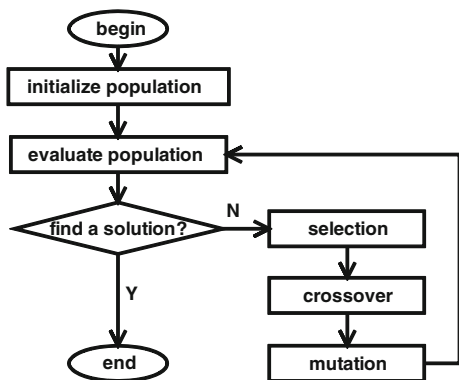 begin
initialize population
evaluate population
find a solution?
N
selection
crossover
mutation
Y
end